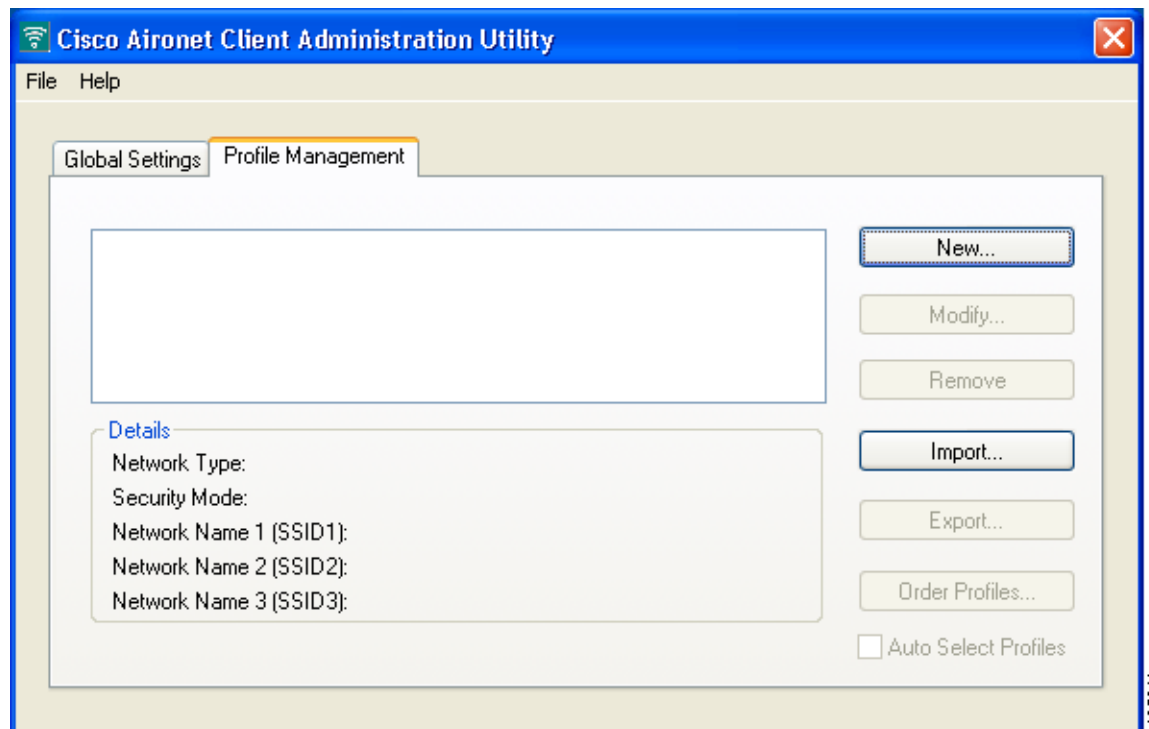 Cisco Aironet Client Administration Utility
File Help
Global Settings Profile Management
New...
Modify...
Remove
Details
Network Type:
Security Mode:
Network Name 1 (SSID1):
Network Name 2 (SSID2):
Network Name 3 (SSID3):
Import...
Export...
Order Profiles...
Auto Select Profiles